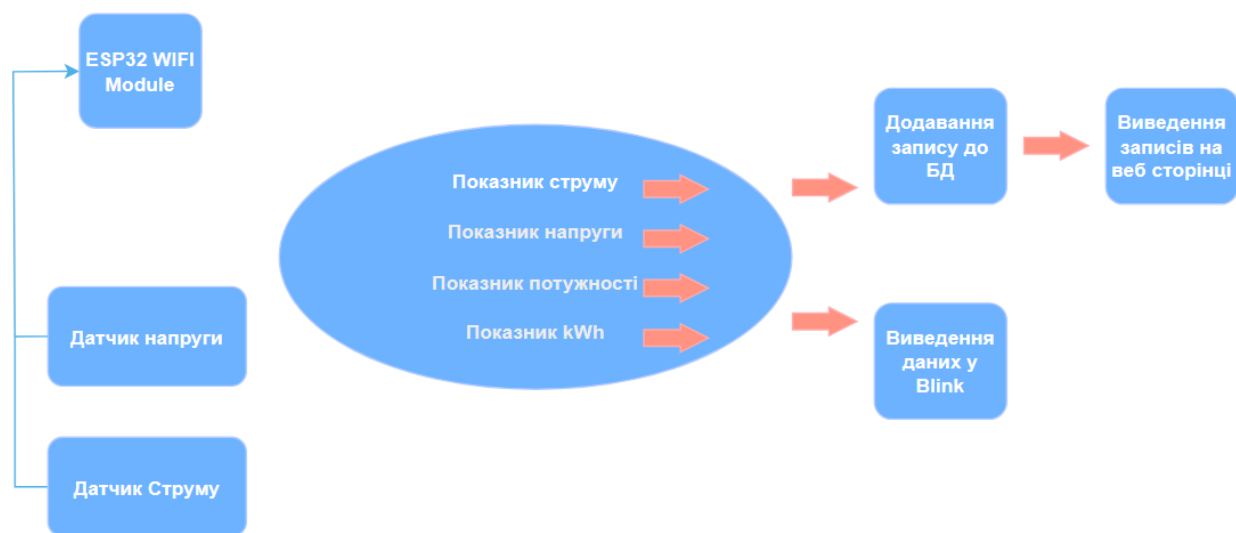 ESP32 WIFI
Module
Датчик напруги
Датчик Струму
Показник струму
Показник напруги
Показник потужності
Показник kWh
Додавання
запису до
БД
Виведення
записів на
веб сторінці
Виведення
даних у
Blink